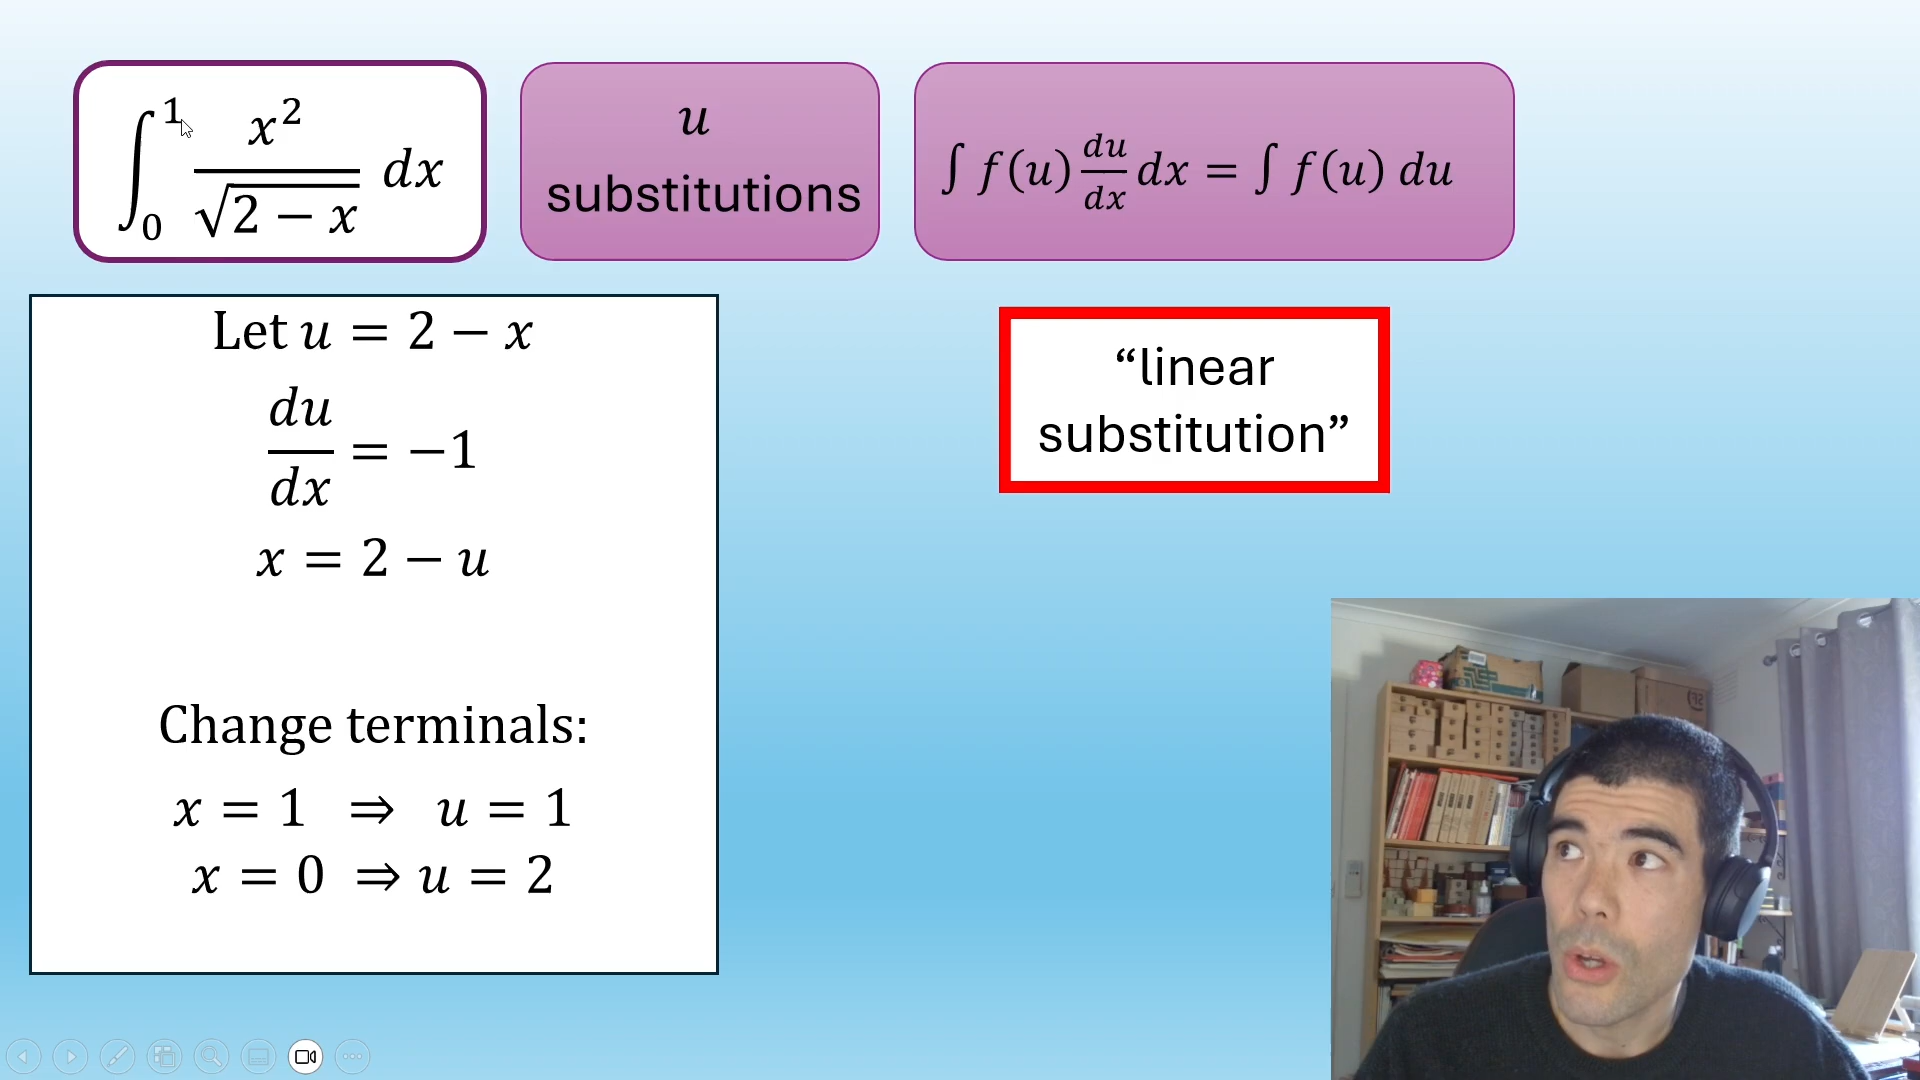 ∫₀¹ x²/√(2 − x) dx
u
substitutions
∫ f(u) du/dx dx = ∫ f(u) du
Let u = 2 − x
du/dx = −1
x = 2 − u
Change terminals:
x = 1 ⇒ u = 1
x = 0 ⇒ u = 2
“linear
substitution”